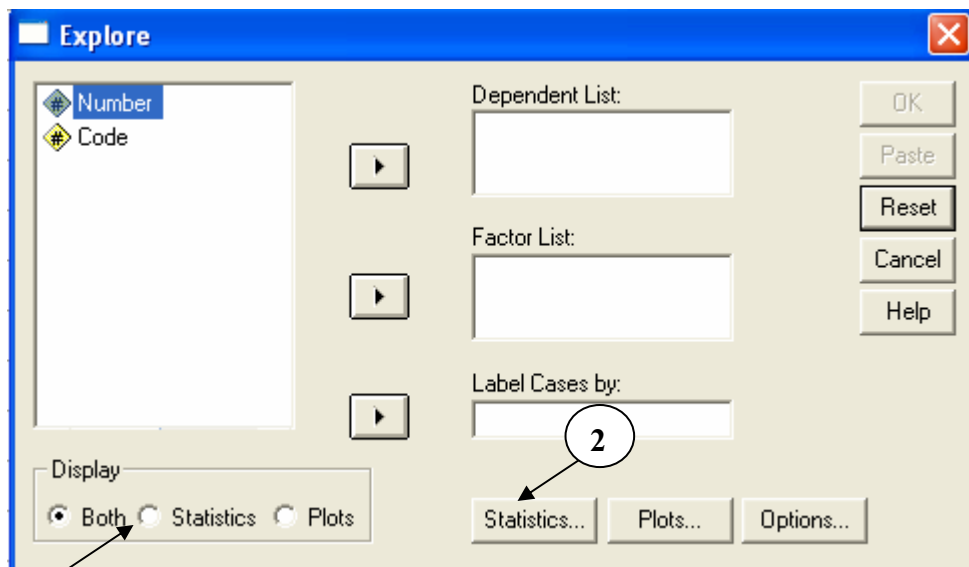 Explore
Number
Code
Dependent List:
Factor List:
Label Cases by:
OK
Paste
Reset
Cancel
Help
2
Display
Both Statistics Plots
Statistics... Plots... Options...